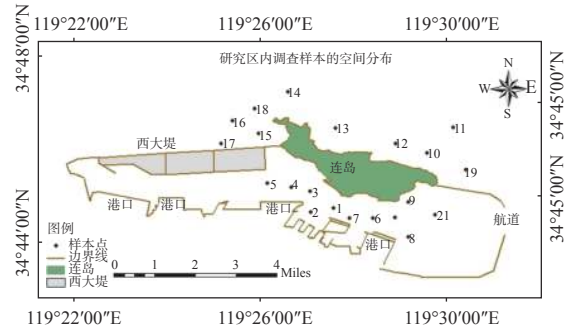 119°22′00″E 119°26′00″E 119°30′00″E
研究区内调查样本的空间分布
34°48′00″N
34°45′00″N
N
W E
S
14
18
16
15
13
11
12
17
10
西大堤
连岛
19
5 4 3
9
港口 港口 港口
2 1 7 6 21
航道
34°45′00″N
图例
样本点
边界线
连岛
西大堤
港口
8
34°44′00″N
0 1 2 3 4
Miles
119°22′00″E 119°26′00″E 119°30′00″E